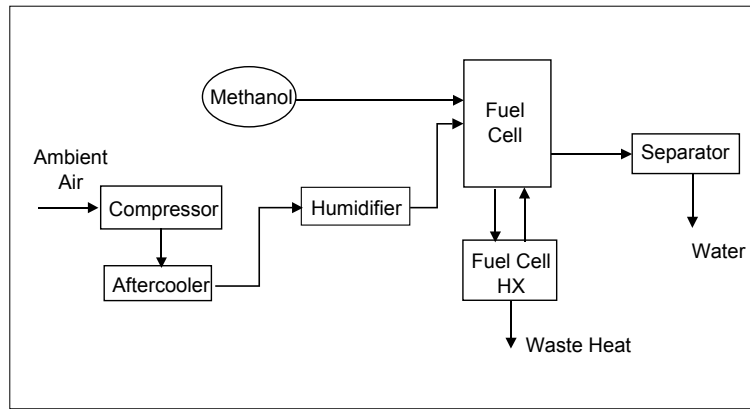 Methanol
Fuel
Cell
Ambient
Air
Compressor
Humidifier
Separator
Aftercooler
Fuel Cell
HX
Water
Waste Heat